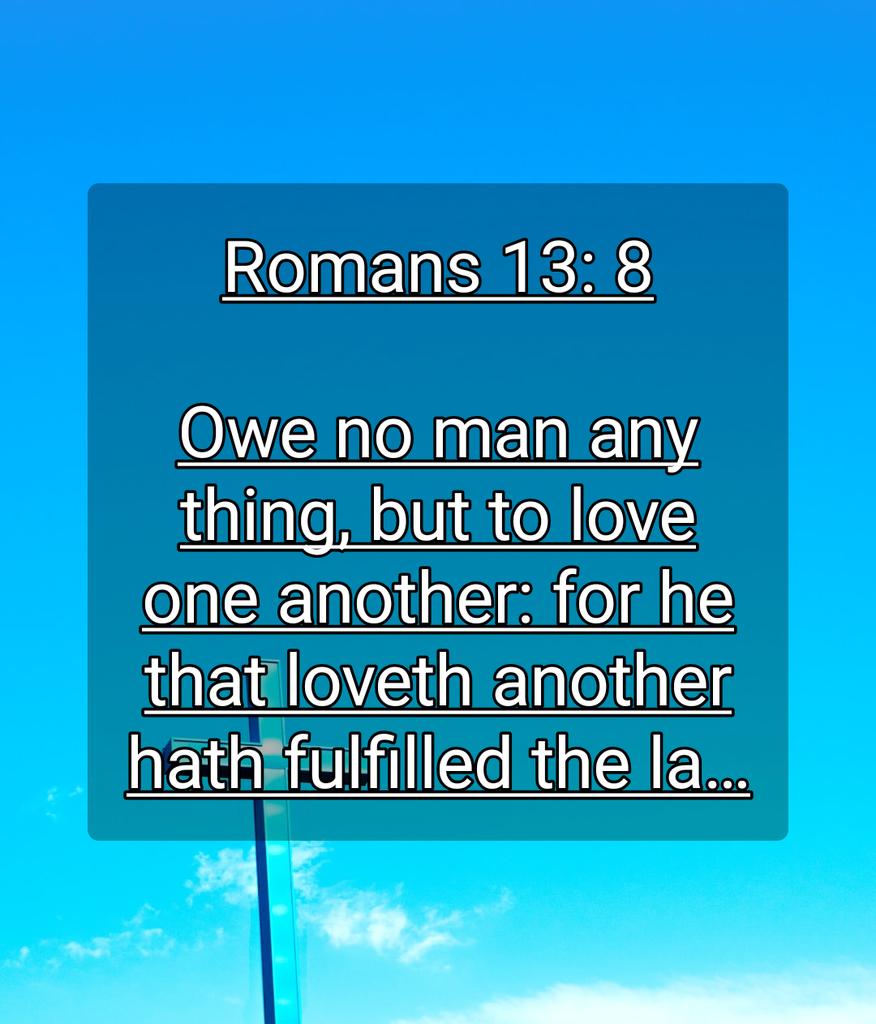 Romans 13: 8
Owe no man any
thing, but to love
one another: for he
that loveth another
hath fulfilled the la...